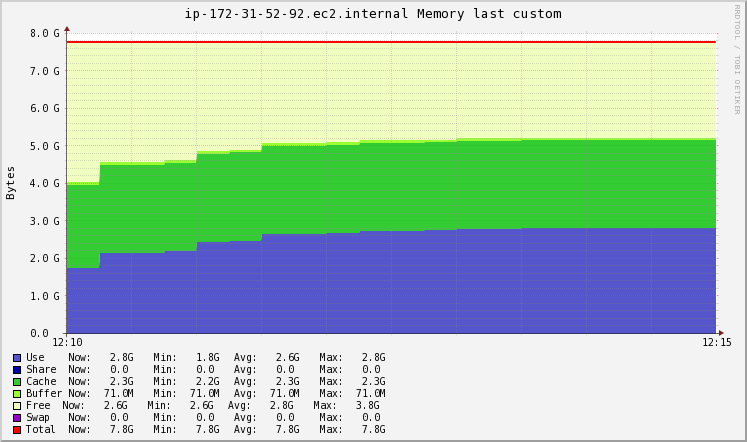 ip-172-31-52-92.ec2.internal Memory last custom
RRDTOOL / TOBI OETIKER
Bytes
8.0 G
7.0 G
6.0 G
5.0 G
4.0 G
3.0 G
2.0 G
1.0 G
0.0
12:10 12:15
Use Now: 2.8G Min: 1.8G Avg: 2.6G Max: 2.8G
Share Now: 0.0 Min: 0.0 Avg: 0.0 Max: 0.0
Cache Now: 2.3G Min: 2.2G Avg: 2.3G Max: 2.3G
Buffer Now: 71.0M Min: 71.0M Avg: 71.0M Max: 71.0M
Free Now: 2.6G Min: 2.6G Avg: 2.8G Max: 3.8G
Swap Now: 0.0 Min: 0.0 Avg: 0.0 Max: 0.0
Total Now: 7.8G Min: 7.8G Avg: 7.8G Max: 7.8G